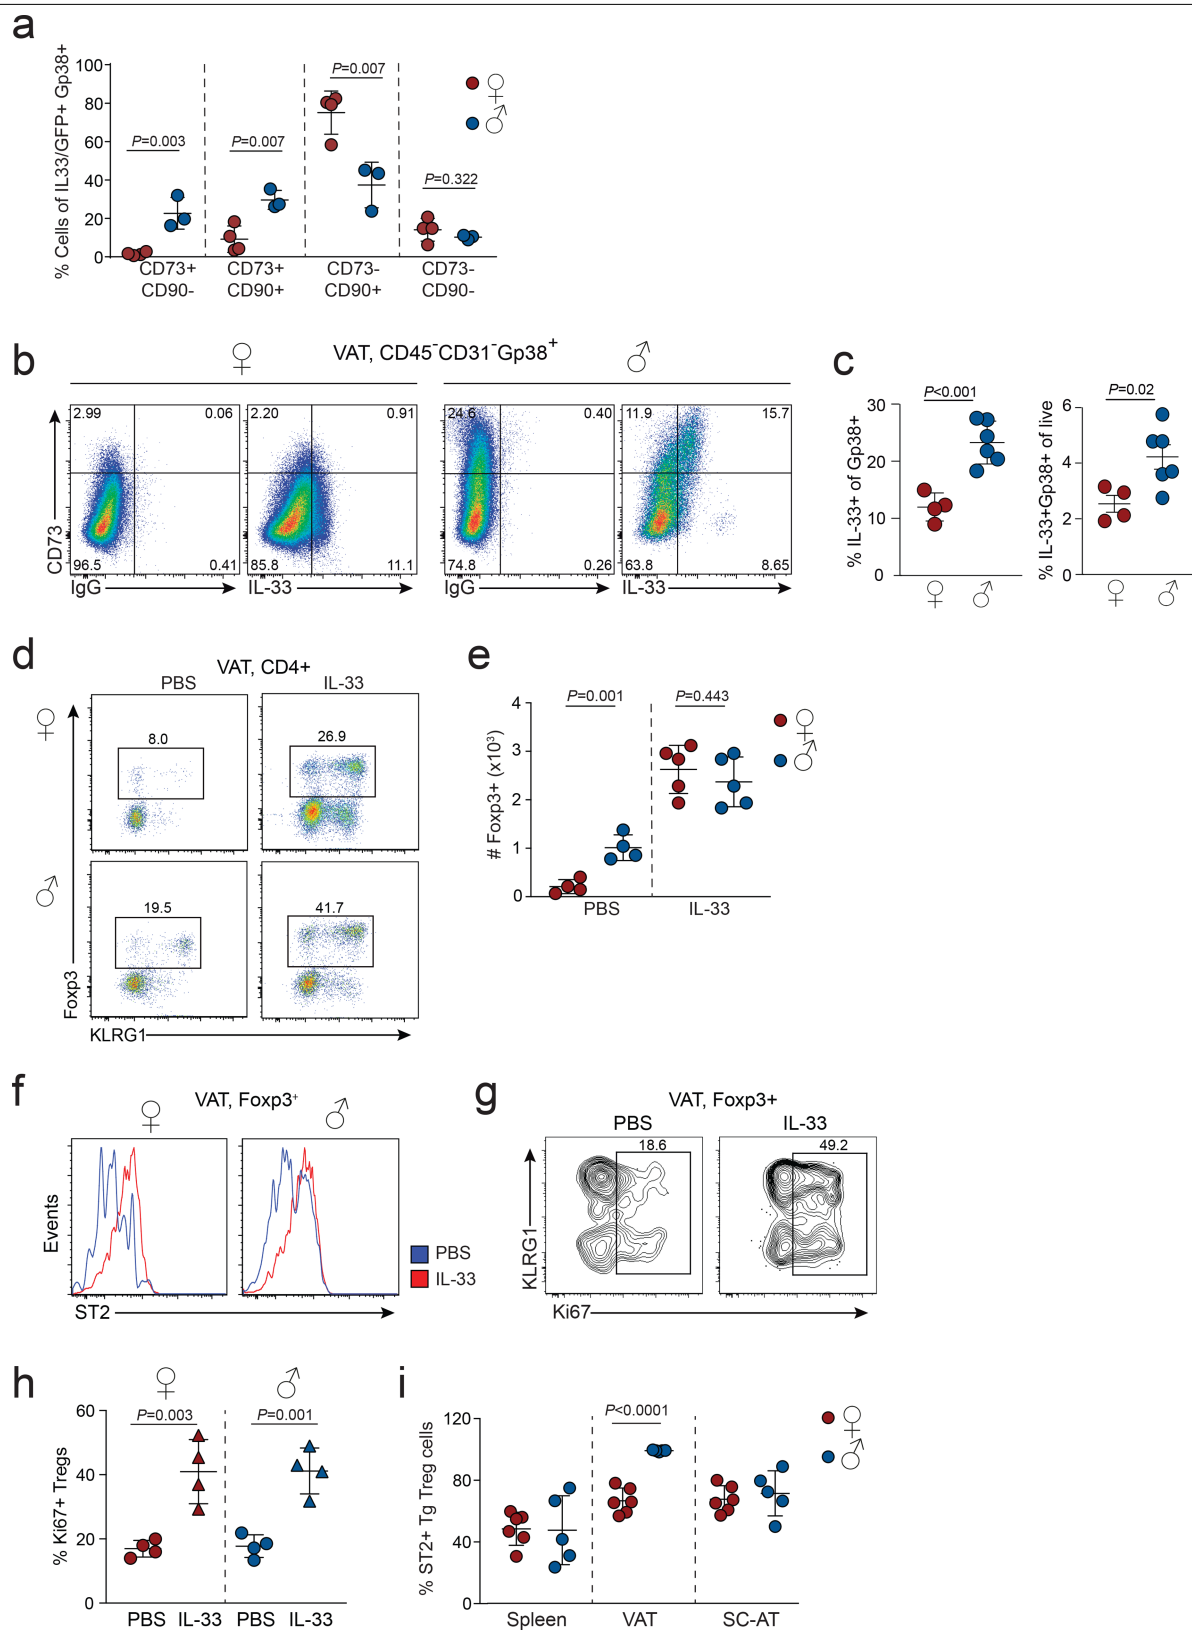 a
% Cells of IL33/GFP+ Gp38+
100
80
60
40
20
0
P=0.003
P=0.007
P=0.007
P=0.322
♀
♂
CD73+ CD73+ CD73- CD73-
CD90- CD90+ CD90+ CD90-
b
♀
VAT, CD45-CD31-Gp38+
♂
CD73
2.99 0.06
96.5 0.41
2.20 0.91
85.8 11.1
24.6 0.40
74.8 0.26
11.9 15.7
63.8 8.65
IgG IL-33 IgG IL-33
c
% IL-33+ of Gp38+
P<0.001
30
20
10
0
♀ ♂
% IL-33+Gp38+ of live
P=0.02
6
4
2
0
♀ ♂
d
VAT, CD4+
PBS IL-33
♀
8.0 26.9
♂
19.5 41.7
Foxp3
KLRG1
e
# Foxp3+ (x10³)
4
3
2
1
0
P=0.001 P=0.443
♀
♂
PBS IL-33
f
VAT, Foxp3+
♀ ♂
Events
PBS
IL-33
ST2
g
VAT, Foxp3+
PBS IL-33
18.6 49.2
KLRG1
Ki67
h
♀ ♂
% Ki67+ Tregs
60
40
20
0
P=0.003 P=0.001
PBS IL-33 PBS IL-33
i
% ST2+ Tg Treg cells
120
80
40
0
P<0.0001
♀
♂
Spleen VAT SC-AT